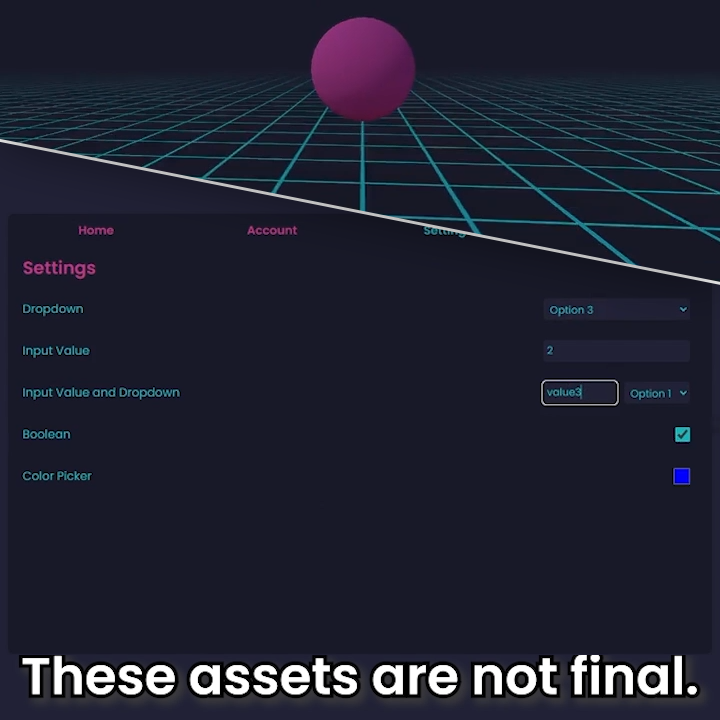 Home Account
Settings
Dropdown Option 3
Input Value 2
Input Value and Dropdown value3 Option 1
Boolean
Color Picker
These assets are not final.